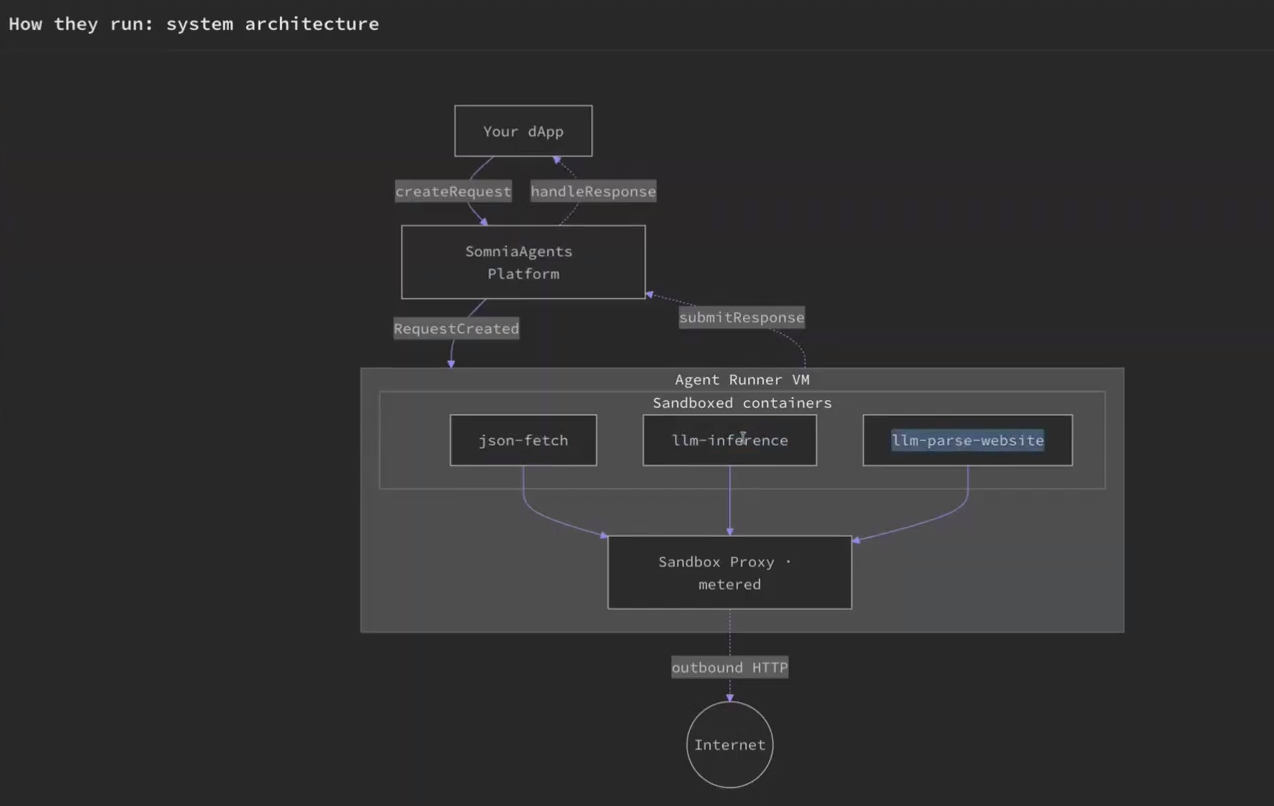 How they run: system architecture
Your dApp
createRequest
handleResponse
SomniaAgents
Platform
submitResponse
RequestCreated
Agent Runner VM
Sandboxed containers
json-fetch
llm-inference
llm-parse-website
Sandbox Proxy ·
metered
outbound HTTP
Internet